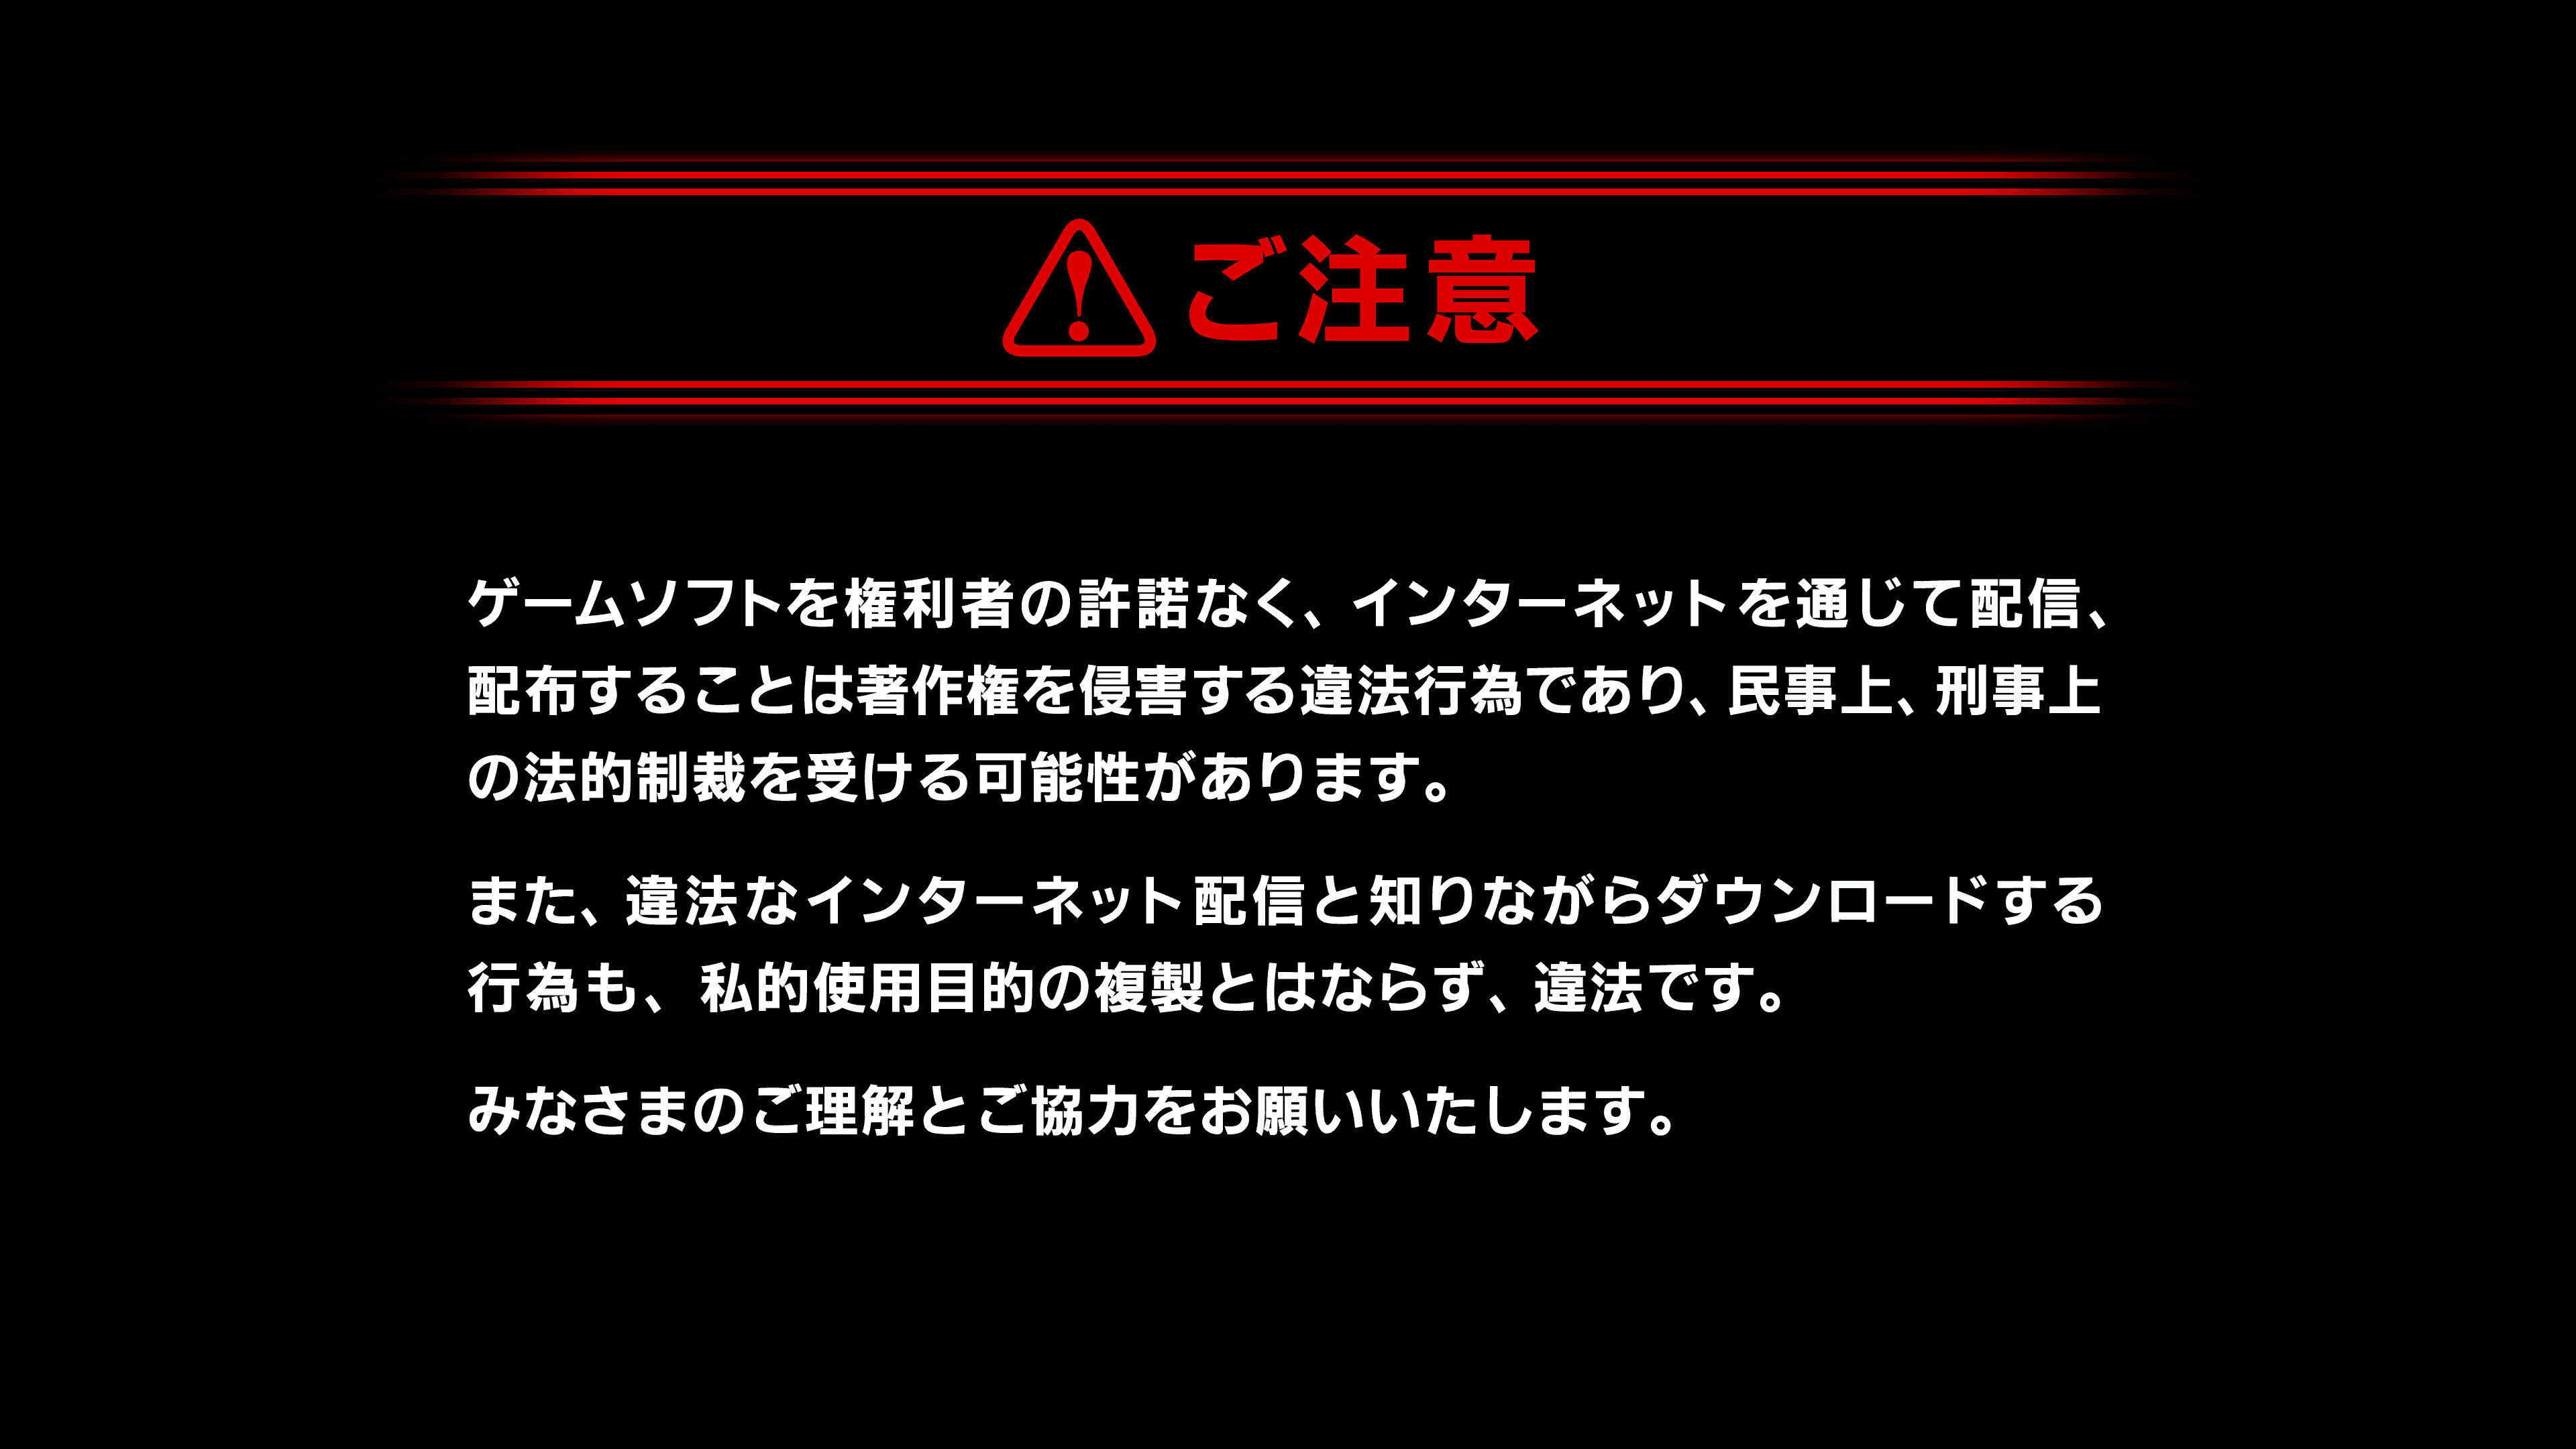 ご注意
ゲームソフトを権利者の許諾なく、インターネットを通じて配信、
配布することは著作権を侵害する違法行為であり、民事上、刑事上
の法的制裁を受ける可能性があります。
また、違法なインターネット配信と知りながらダウンロードする
行為も、私的使用目的の複製とはならず、違法です。
みなさまのご理解とご協力をお願いいたします。